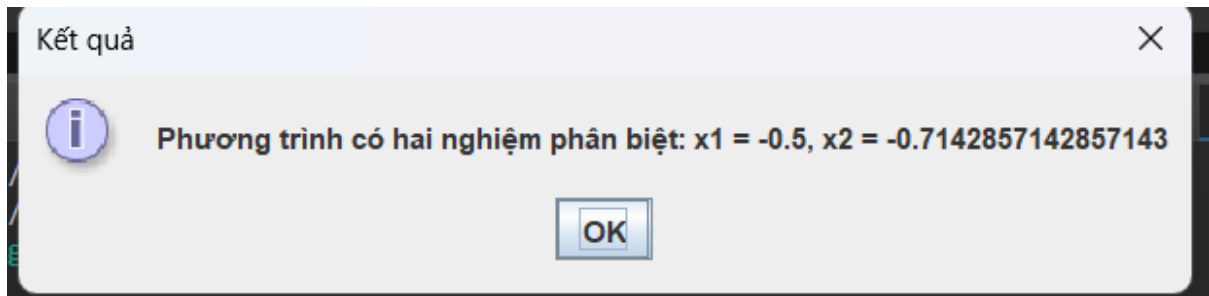 Kết quả
Phương trình có hai nghiệm phân biệt: x1 = -0.5, x2 = -0.7142857142857143
OK